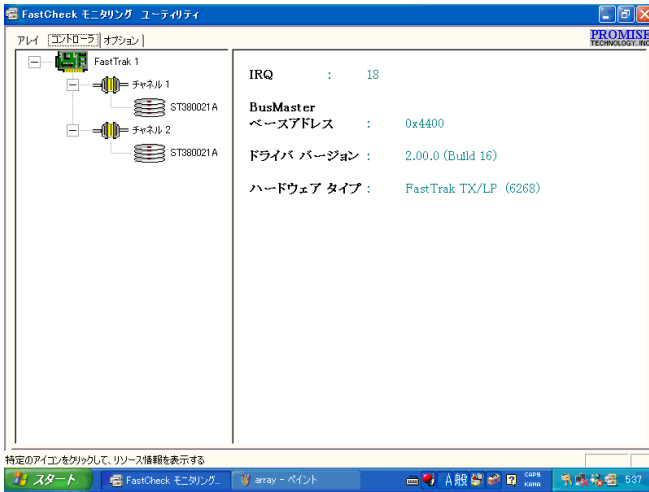 FastCheck モニタリング ユーティリティ
アレイ コントローラ オプション
PROMISE
TECHNOLOGY, INC
FastTrak 1
チャネル 1
ST380021A
チャネル 2
ST380021A
IRQ : 18
BusMaster
ベースアドレス : 0x4400
ドライバ バージョン : 2.00.0 (Build 16)
ハードウェア タイプ : FastTrak TX/LP (6268)
特定のアイコンをクリックして、リソース情報を表示する
スタート FastCheck モニタリング... array - ペイント A 般 CAPS KANA 5:37